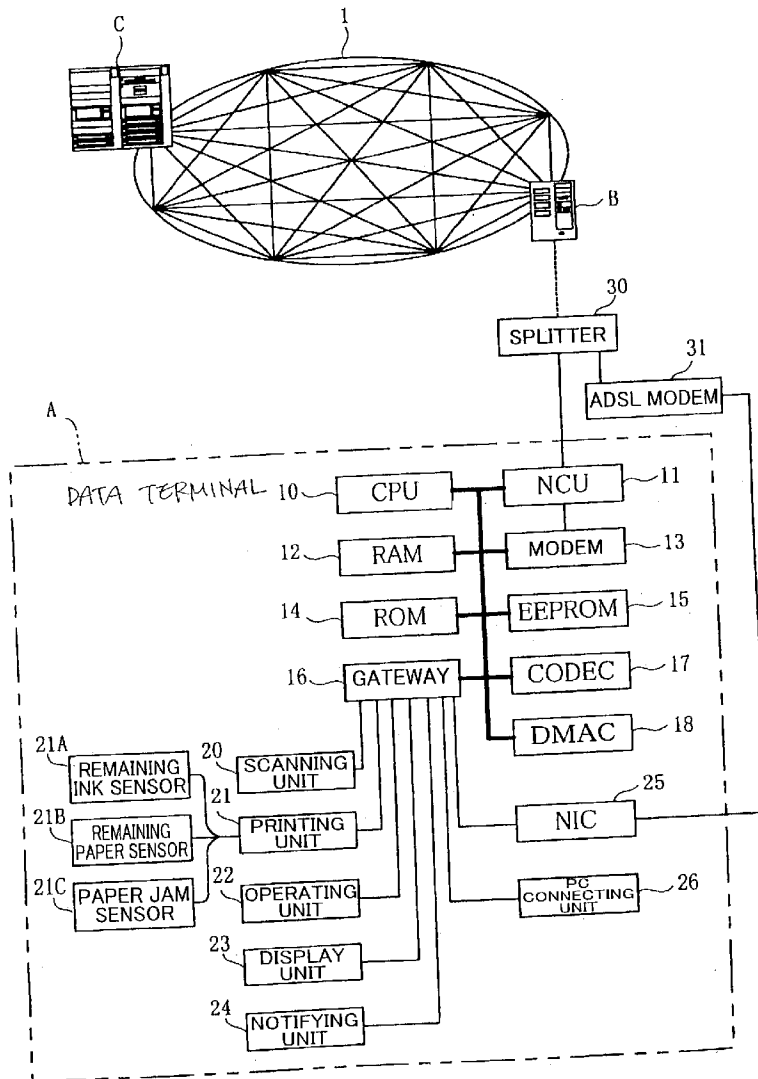 C
1
B
30
SPLITTER
31
ADSL MODEM
A
DATA TERMINAL
10
CPU
NCU
11
12
RAM
MODEM
13
14
ROM
EEPROM
15
16
GATEWAY
CODEC
17
DMAC
18
21A
REMAINING
INK SENSOR
20
SCANNING
UNIT
21B
REMAINING
PAPER SENSOR
21
PRINTING
UNIT
25
NIC
21C
PAPER JAM
SENSOR
22
OPERATING
UNIT
PC
CONNECTING
UNIT
26
23
DISPLAY
UNIT
24
NOTIFYING
UNIT